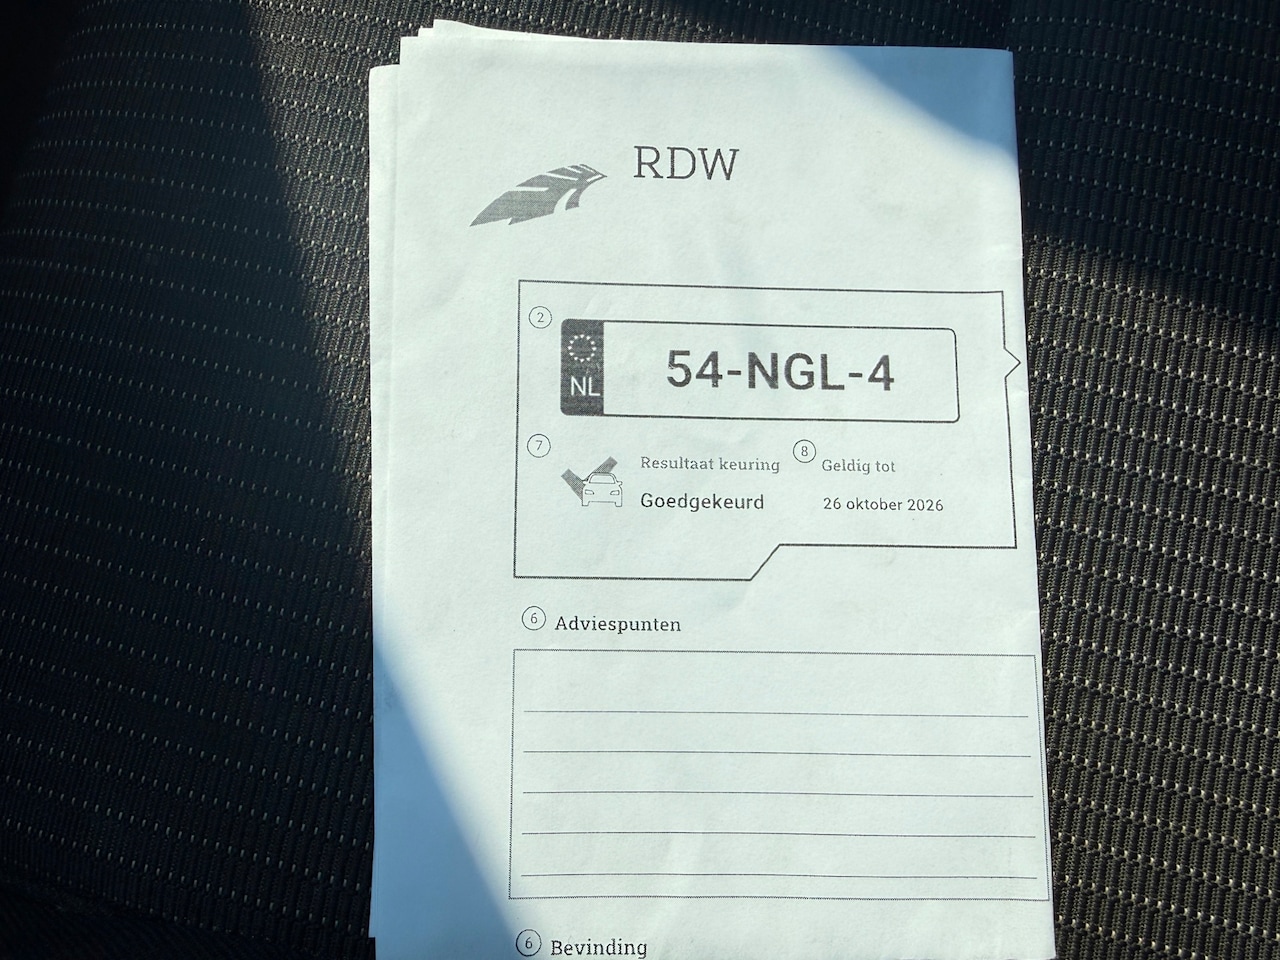 RDW
2
NL
54-NGL-4
7
Resultaat keuring
8
Geldig tot
Goedgekeurd
26 oktober 2026
6 Adviespunten
6 Bevinding